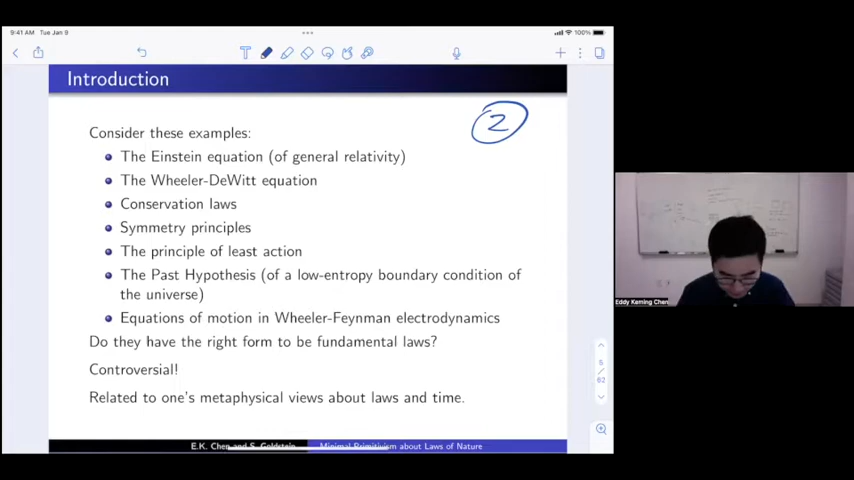 9:41 AM Tue Jan 9
100%
T
Introduction
2
Consider these examples:
The Einstein equation (of general relativity)
The Wheeler-DeWitt equation
Conservation laws
Symmetry principles
The principle of least action
The Past Hypothesis (of a low-entropy boundary condition of
the universe)
Equations of motion in Wheeler-Feynman electrodynamics
Do they have the right form to be fundamental laws?
Controversial!
Related to one's metaphysical views about laws and time.
5
/
62
E.K. Chen and S. Goldstein
Minimal Primitivism about Laws of Nature
Eddy Keming Chen